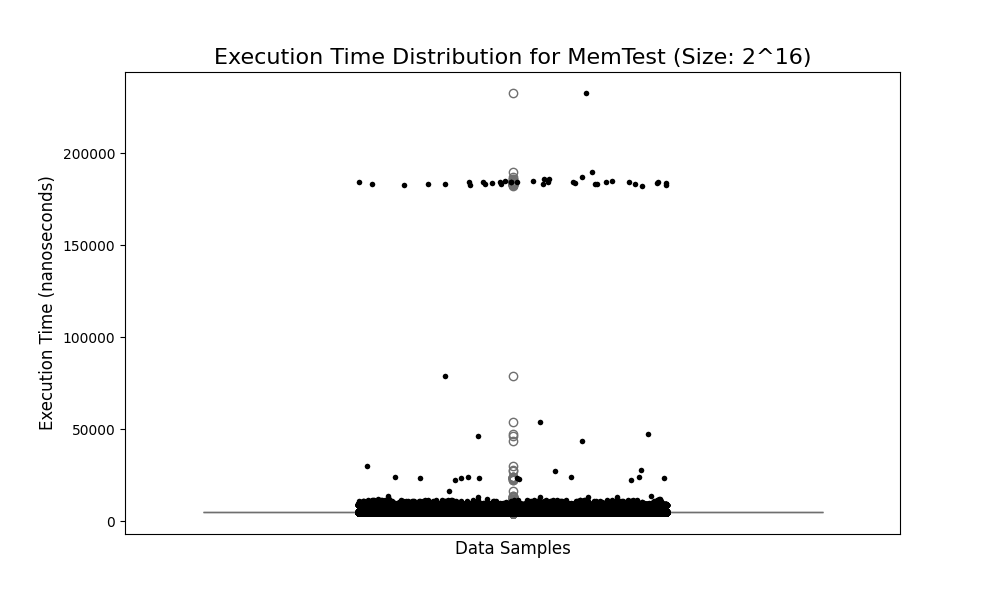 Execution Time Distribution for MemTest (Size: 2^16)
200000
150000
100000
50000
0
Execution Time (nanoseconds)
Data Samples